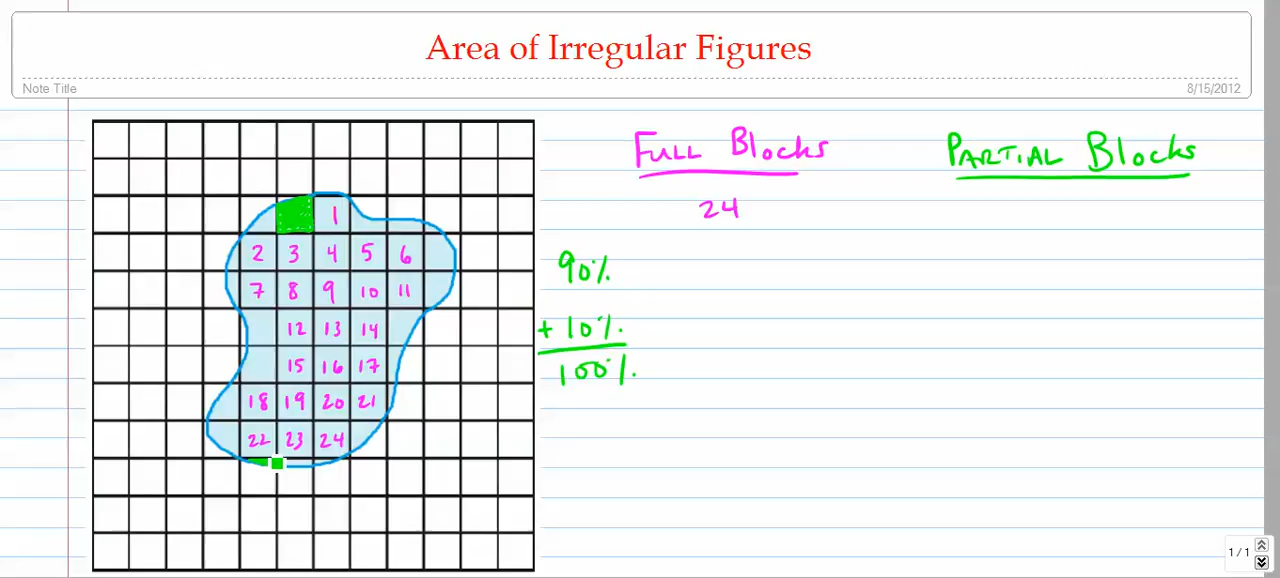 Area of Irregular Figures
Note Title
8/15/2012
FULL Blocks
PARTIAL Blocks
24
1
2 3 4 5 6
7 8 9 10 11
12 13 14
15 16 17
18 19 20 21
22 23 24
90%
+ 10%
100%
1 / 1